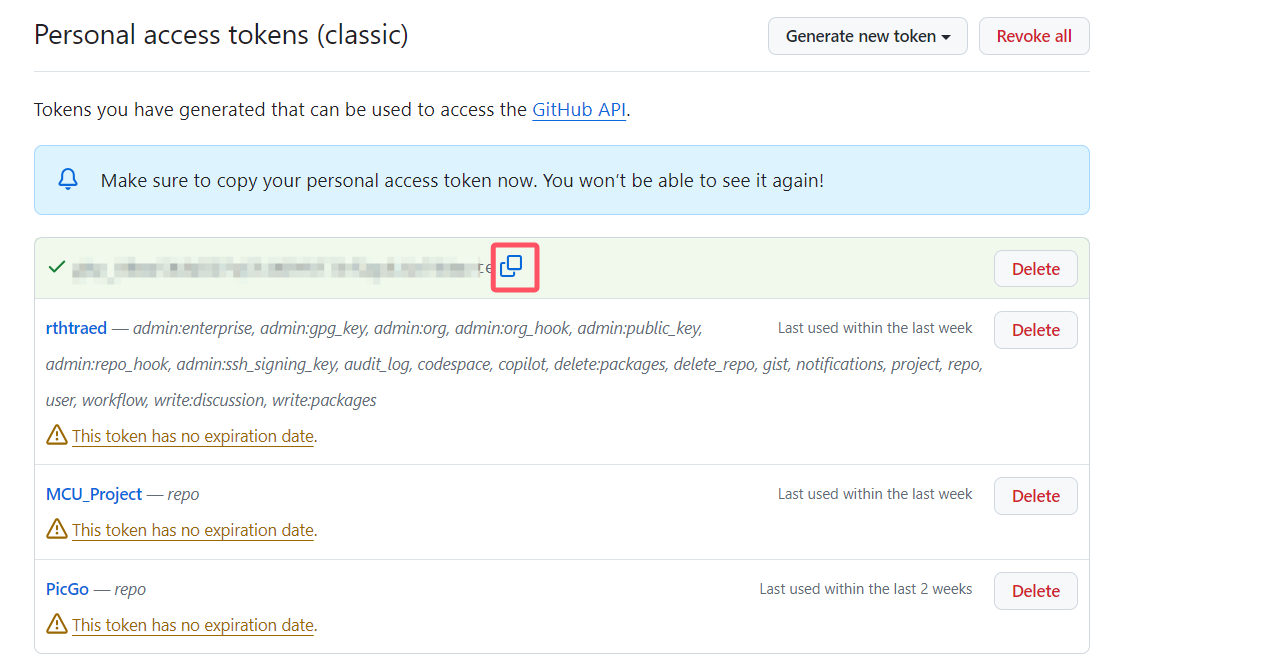 Personal access tokens (classic)
Generate new token
Revoke all
Tokens you have generated that can be used to access the GitHub API.
Make sure to copy your personal access token now. You won’t be able to see it again!
Delete
rthtraed — admin:enterprise, admin:gpg_key, admin:org, admin:org_hook, admin:public_key,
Last used within the last week
Delete
admin:repo_hook, admin:ssh_signing_key, audit_log, codespace, copilot, delete:packages, delete_repo, gist, notifications, project, repo,
user, workflow, write:discussion, write:packages
This token has no expiration date.
MCU_Project — repo
Last used within the last week
Delete
This token has no expiration date.
PicGo — repo
Last used within the last 2 weeks
Delete
This token has no expiration date.